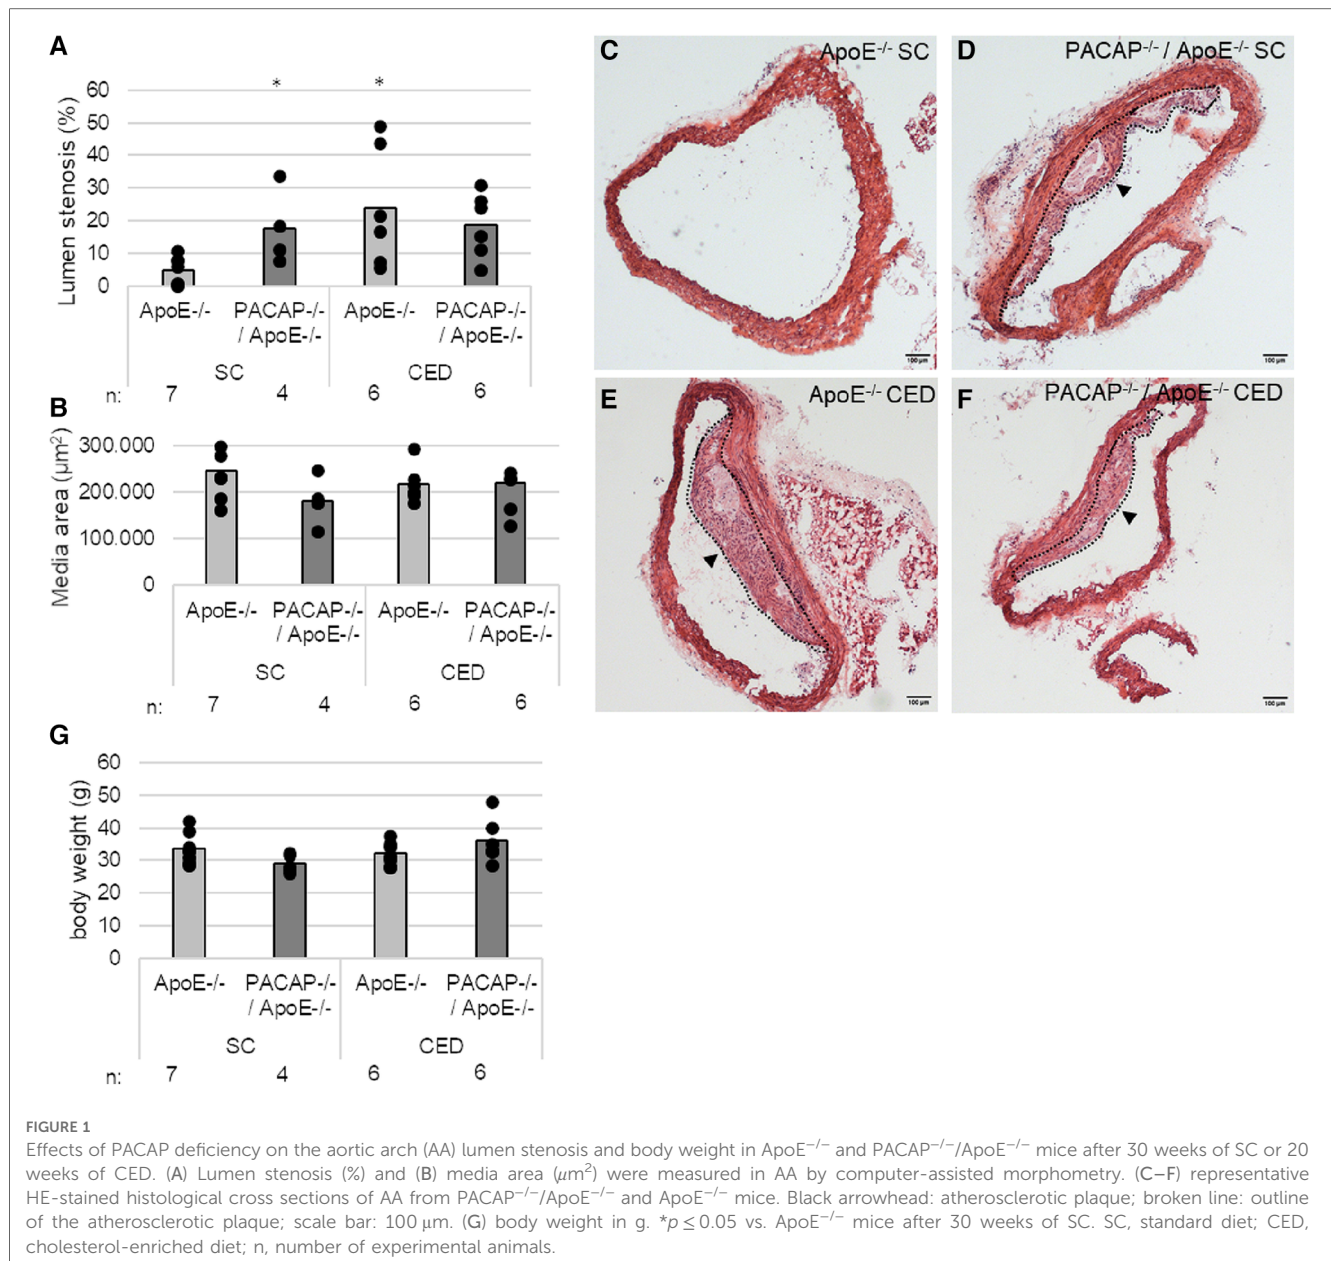 A
Lumen stenosis (%)
60
50
40
30
20
10
0
* *
ApoE-/- PACAP-/- ApoE-/- PACAP-/-
/ ApoE-/- / ApoE-/-
SC CED
n: 7 4 6 6
B
Media area (µm²)
300.000
200.000
100.000
0
ApoE-/- PACAP-/- ApoE-/- PACAP-/-
/ ApoE-/- / ApoE-/-
SC CED
n: 7 4 6 6
C ApoE⁻/⁻ SC
100 µm
D PACAP⁻/⁻ / ApoE⁻/⁻ SC
100 µm
E ApoE⁻/⁻ CED
100 µm
F PACAP⁻/⁻ / ApoE⁻/⁻ CED
100 µm
G
body weight (g)
60
50
40
30
20
10
0
ApoE-/- PACAP-/- ApoE-/- PACAP-/-
/ ApoE-/- / ApoE-/-
SC CED
n: 7 4 6 6
FIGURE 1
Effects of PACAP deficiency on the aortic arch (AA) lumen stenosis and body weight in ApoE⁻/⁻ and PACAP⁻/⁻/ApoE⁻/⁻ mice after 30 weeks of SC or 20
weeks of CED. (A) Lumen stenosis (%) and (B) media area (µm²) were measured in AA by computer-assisted morphometry. (C–F) representative
HE-stained histological cross sections of AA from PACAP⁻/⁻/ApoE⁻/⁻ and ApoE⁻/⁻ mice. Black arrowhead: atherosclerotic plaque; broken line: outline
of the atherosclerotic plaque; scale bar: 100 µm. (G) body weight in g. *p ≤ 0.05 vs. ApoE⁻/⁻ mice after 30 weeks of SC. SC, standard diet; CED,
cholesterol-enriched diet; n, number of experimental animals.